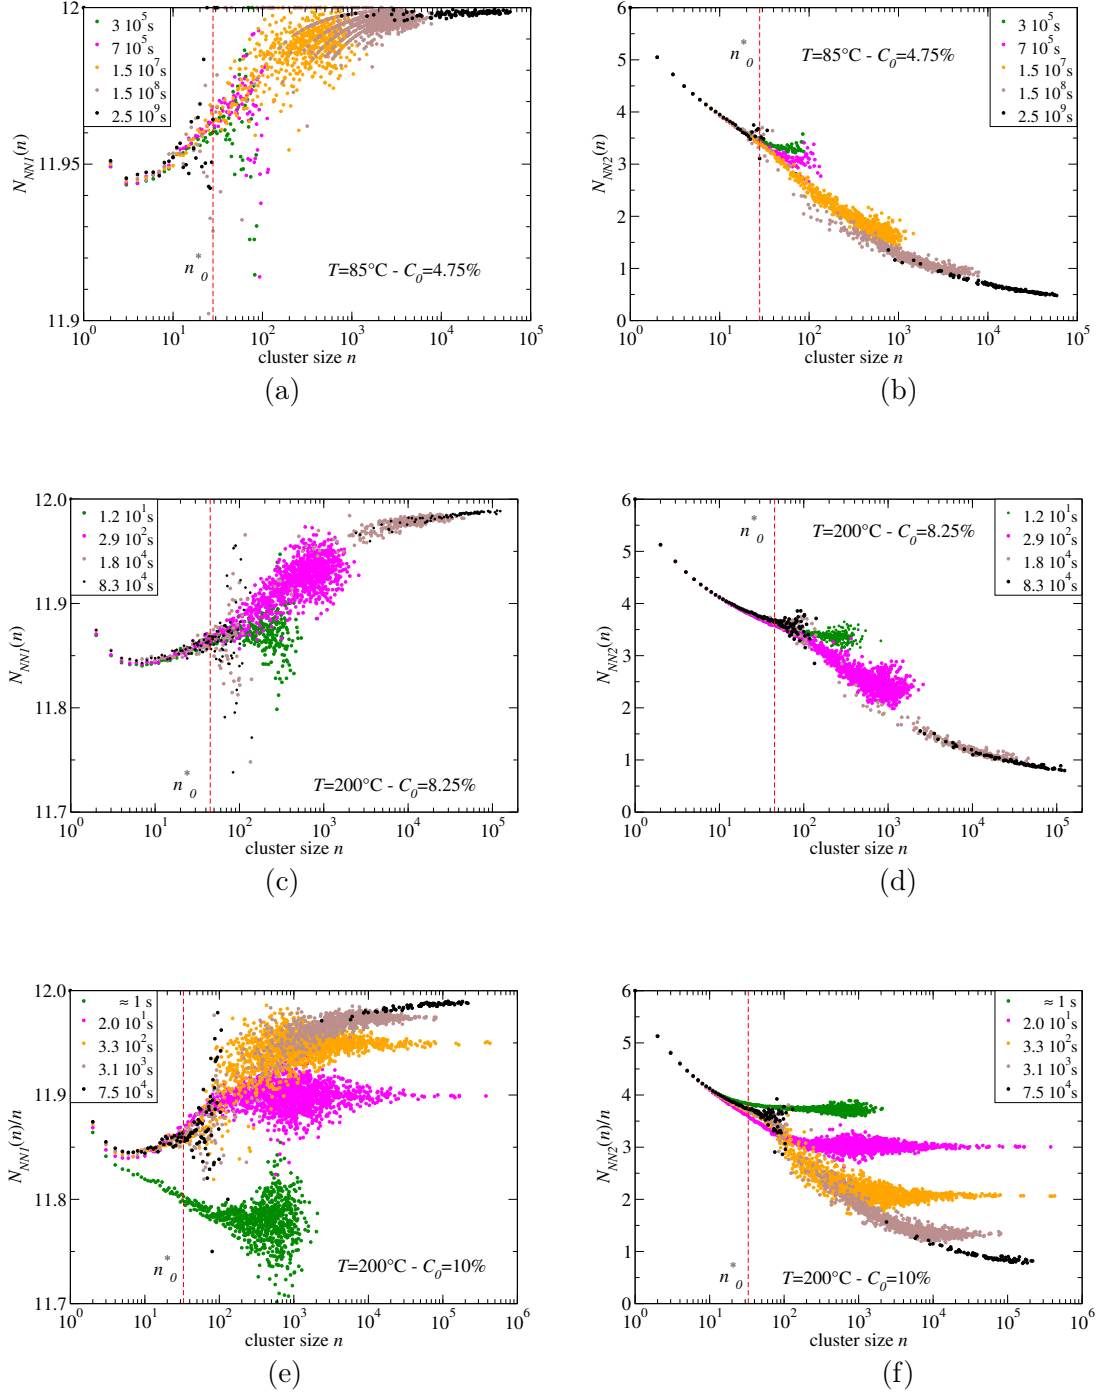 12
11.95
11.9
N_NN1(n)
3 10^5 s
7 10^5 s
1.5 10^7 s
1.5 10^8 s
2.5 10^9 s
n*_0
T=85°C - C_0=4.75%
10^0 10^1 10^2 10^3 10^4 10^5
cluster size n
(a)
6
5
4
3
2
1
0
N_NN2(n)
n*_0
T=85°C - C_0=4.75%
3 10^5 s
7 10^5 s
1.5 10^7 s
1.5 10^8 s
2.5 10^9 s
10^0 10^1 10^2 10^3 10^4 10^5
cluster size n
(b)
12.0
11.9
11.8
11.7
N_NN1(n)
1.2 10^1 s
2.9 10^2 s
1.8 10^4 s
8.3 10^4 s
n*_0
T=200°C - C_0=8.25%
10^0 10^1 10^2 10^3 10^4 10^5
cluster size n
(c)
6
5
4
3
2
1
0
N_NN2(n)
n*_0
T=200°C - C_0=8.25%
1.2 10^1 s
2.9 10^2 s
1.8 10^4 s
8.3 10^4 s
10^0 10^1 10^2 10^3 10^4 10^5
cluster size n
(d)
12.0
11.9
11.8
11.7
N_NN1(n)/n
≈ 1 s
2.0 10^1 s
3.3 10^2 s
3.1 10^3 s
7.5 10^4 s
n*_0
T=200°C - C_0=10%
10^0 10^1 10^2 10^3 10^4 10^5 10^6
cluster size n
(e)
6
5
4
3
2
1
0
N_NN2(n)/n
≈ 1 s
2.0 10^1 s
3.3 10^2 s
3.1 10^3 s
7.5 10^4 s
n*_0
T=200°C - C_0=10%
10^0 10^1 10^2 10^3 10^4 10^5 10^6
cluster size n
(f)